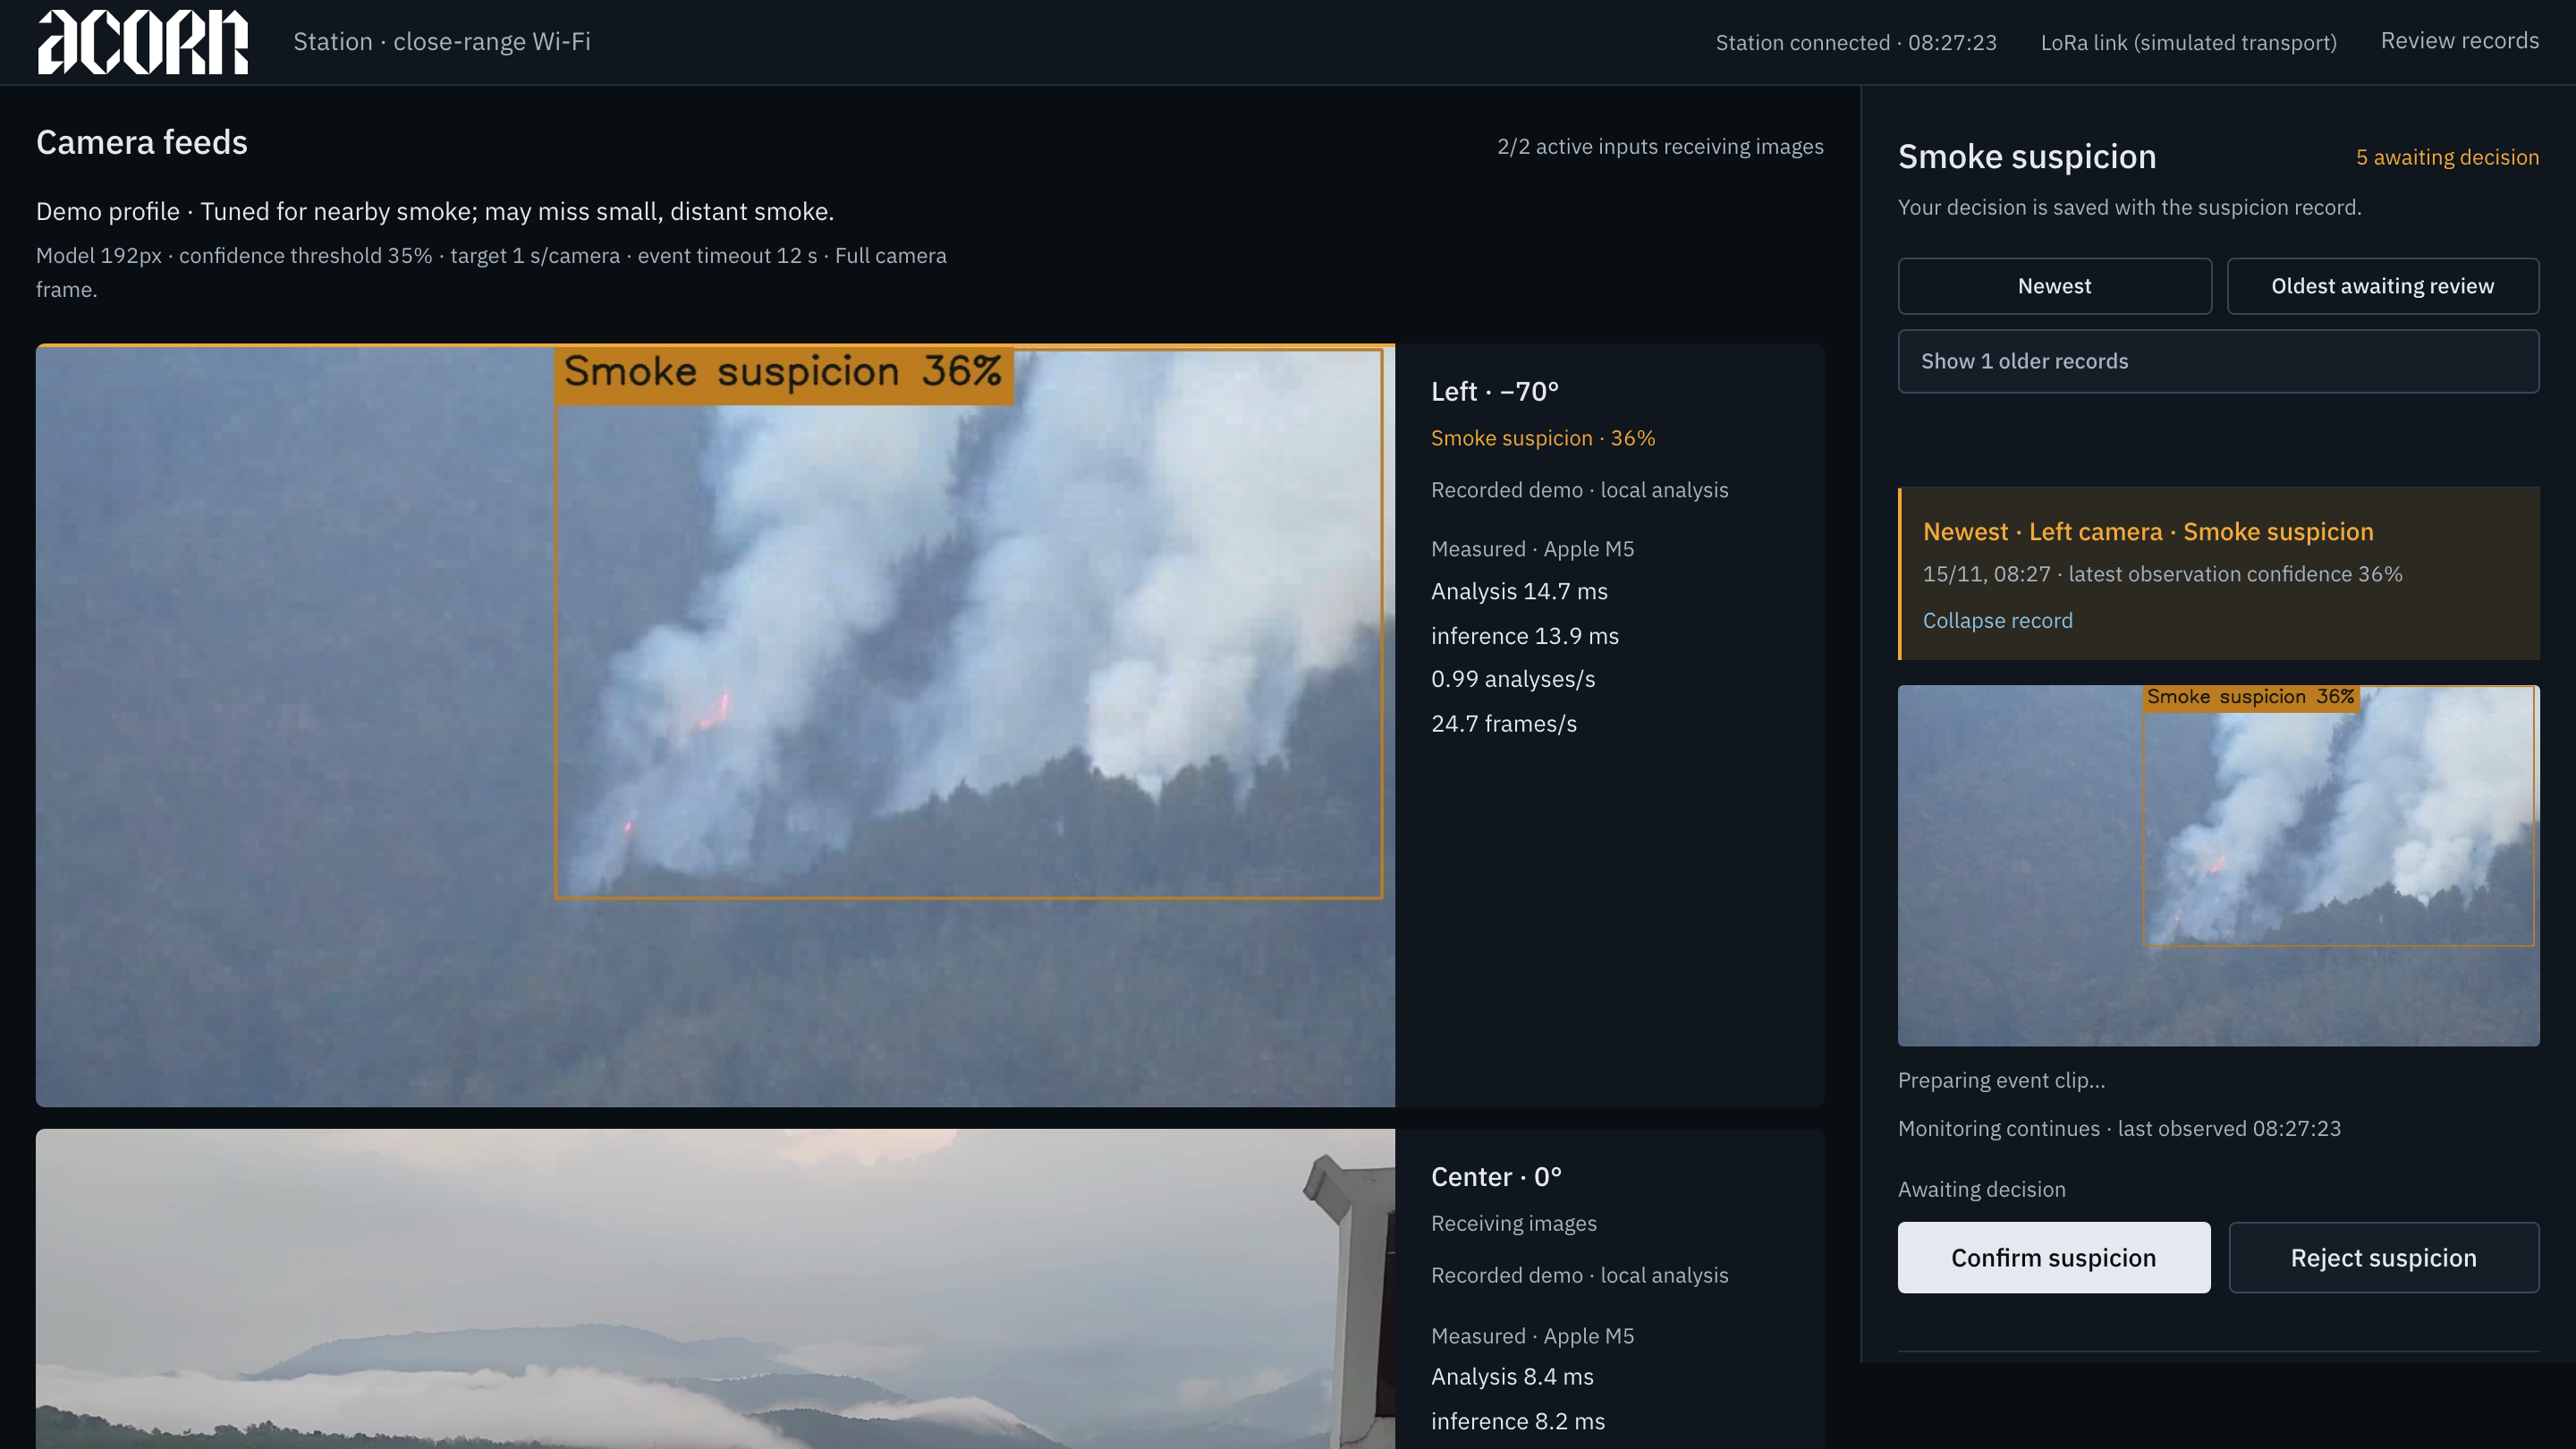 acorn
Station · close-range Wi-Fi
Station connected · 08:27:23
LoRa link (simulated transport)
Review records
Camera feeds
2/2 active inputs receiving images
Demo profile · Tuned for nearby smoke; may miss small, distant smoke.
Model 192px · confidence threshold 35% · target 1 s/camera · event timeout 12 s · Full camera
frame.
Smoke suspicion 36%
Left · −70°
Smoke suspicion · 36%
Recorded demo · local analysis
Measured · Apple M5
Analysis 14.7 ms
inference 13.9 ms
0.99 analyses/s
24.7 frames/s
Center · 0°
Receiving images
Recorded demo · local analysis
Measured · Apple M5
Analysis 8.4 ms
inference 8.2 ms
Smoke suspicion
5 awaiting decision
Your decision is saved with the suspicion record.
Newest
Oldest awaiting review
Show 1 older records
Newest · Left camera · Smoke suspicion
15/11, 08:27 · latest observation confidence 36%
Collapse record
Smoke suspicion 36%
Preparing event clip...
Monitoring continues · last observed 08:27:23
Awaiting decision
Confirm suspicion
Reject suspicion